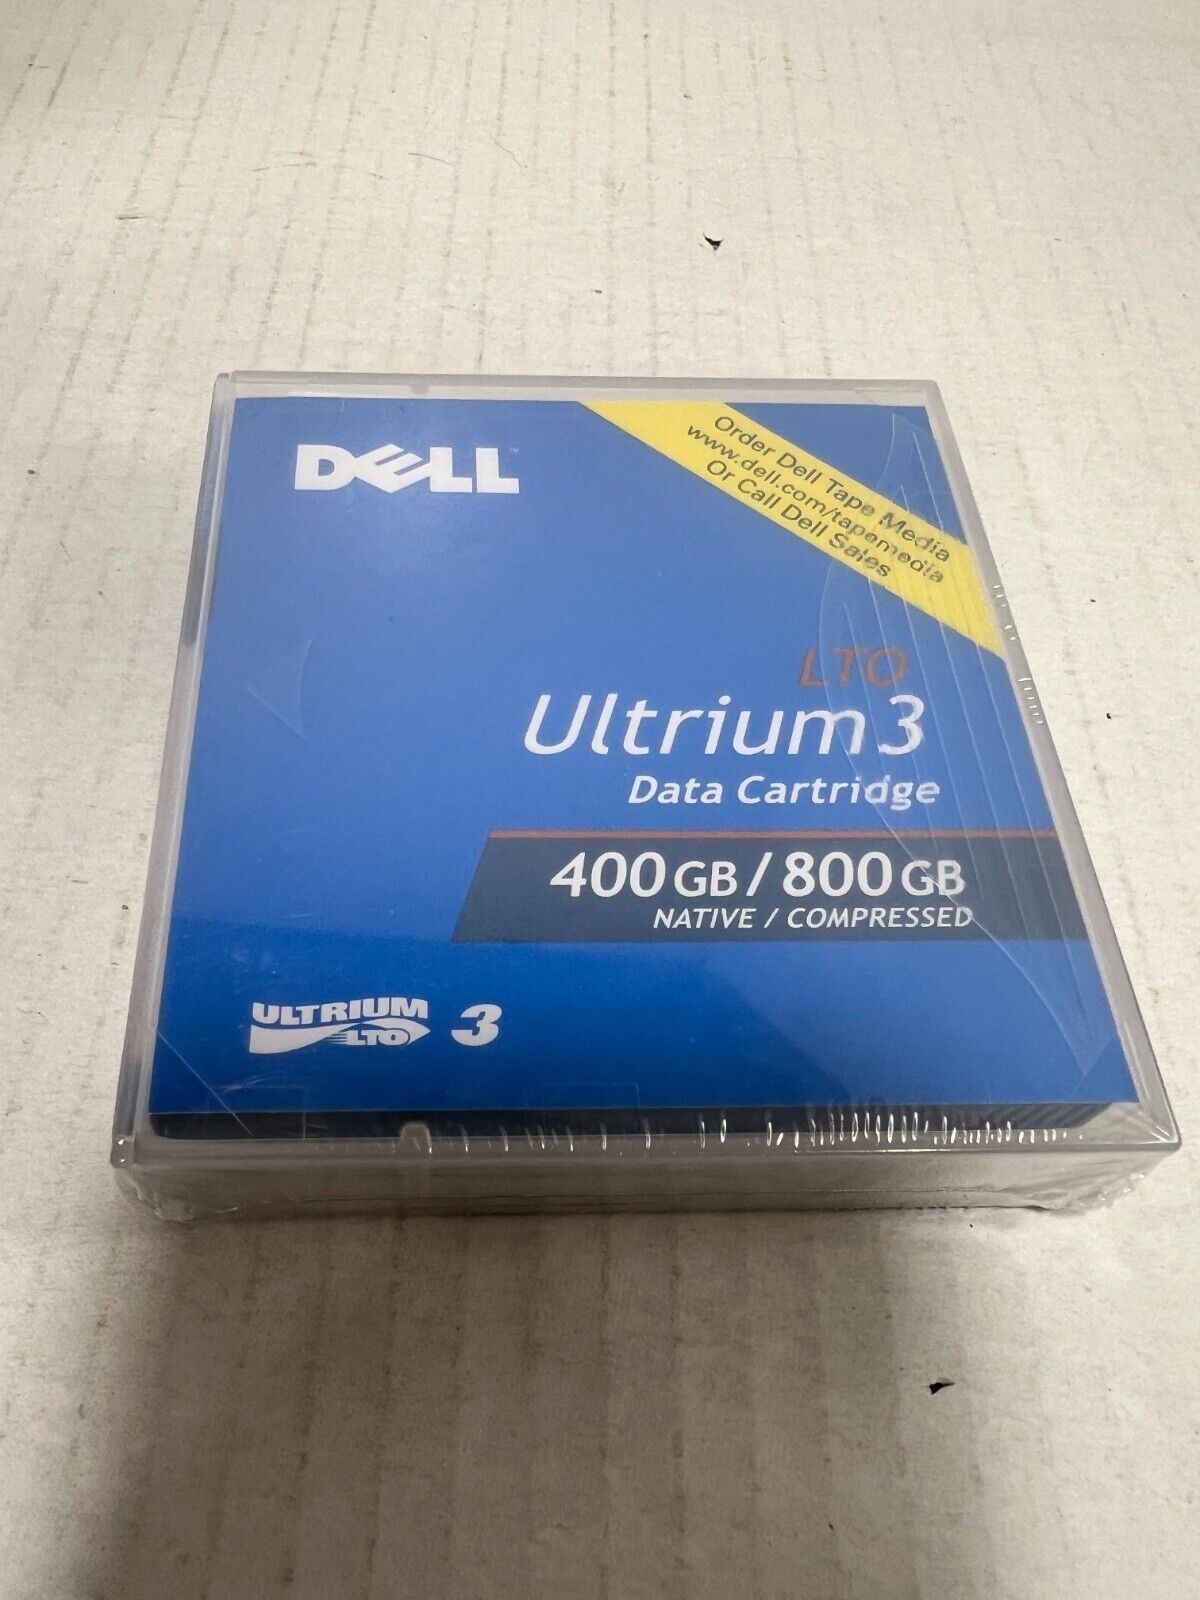 DELL™
Order Dell Tape Media
www.dell.com/tapemedia
Or Call Dell Sales
LTO
Ultrium 3
Data Cartridge
400 GB / 800 GB
NATIVE / COMPRESSED
ULTRIUM
LTO
3